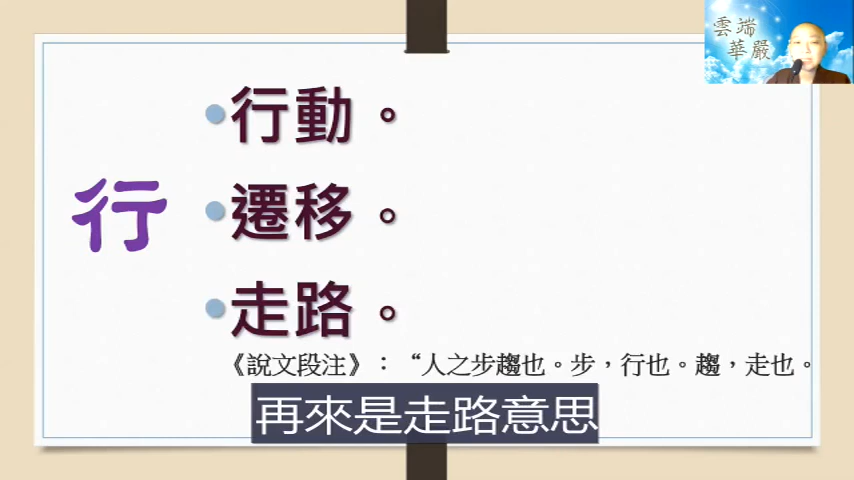 雲端
華嚴
行
•行動。
•遷移。
•走路。
《說文段注》：“人之步趨也。步，行也。趨，走也。
再來是走路意思